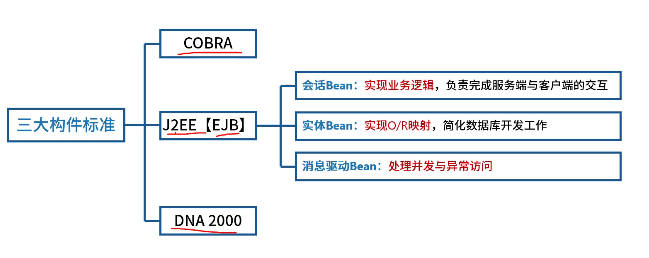 COBRA
会话Bean：实现业务逻辑，负责完成服务端与客户端的交互
三大构件标准
J2EE【EJB】
实体Bean：实现O/R映射，简化数据库开发工作
消息驱动Bean：处理并发与异常访问
DNA 2000